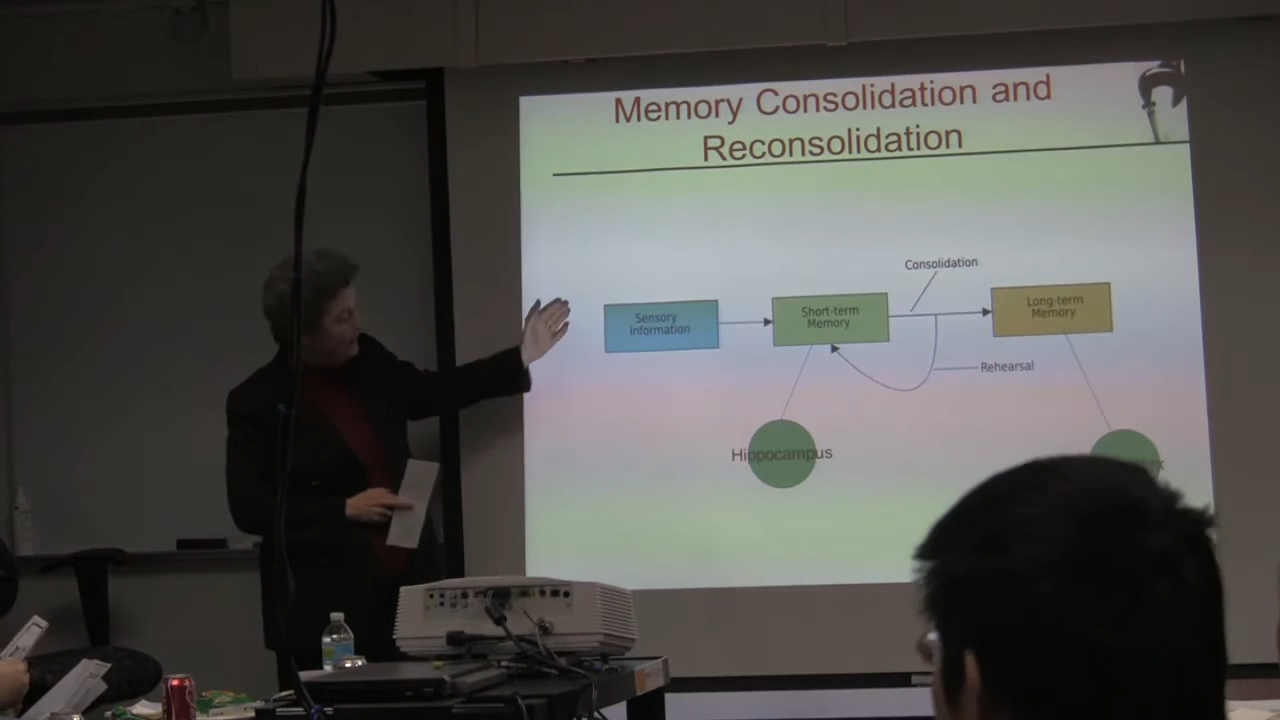 Memory Consolidation and
Reconsolidation
Consolidation
Sensory
Information
Short-term
Memory
Long-term
Memory
Rehearsal
Hippocampus